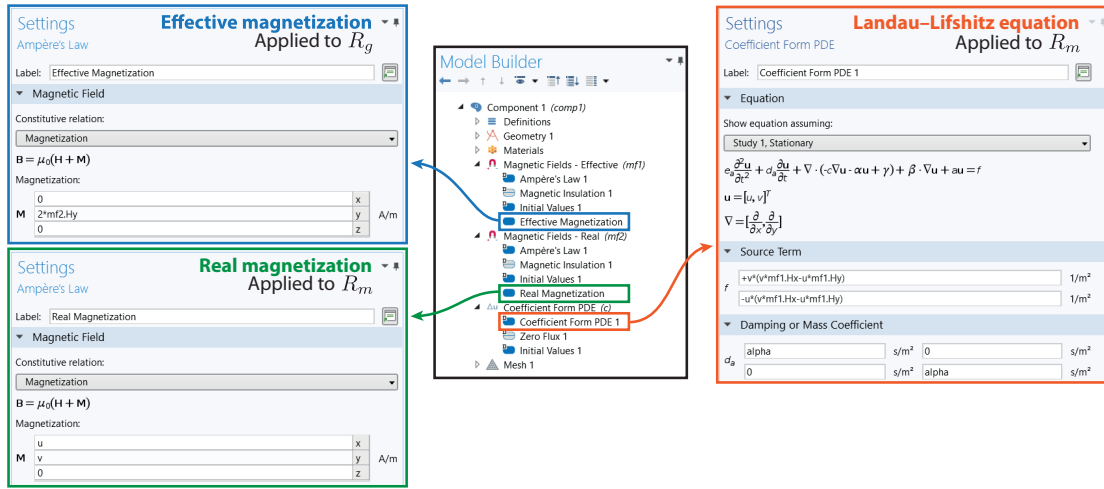 Settings
Effective magnetization
Ampère's Law
Applied to R_g
Label: Effective Magnetization
Magnetic Field
Constitutive relation:
Magnetization
B = μ₀(H + M)
Magnetization:
0 x
M 2*mf2.Hy y A/m
0 z
Settings
Real magnetization
Ampère's Law
Applied to R_m
Label: Real Magnetization
Magnetic Field
Constitutive relation:
Magnetization
B = μ₀(H + M)
Magnetization:
u x
M v y A/m
0 z
Model Builder
Component 1 (comp1)
Definitions
Geometry 1
Materials
Magnetic Fields - Effective (mf1)
Ampère's Law 1
Magnetic Insulation 1
Initial Values 1
Effective Magnetization
Magnetic Fields - Real (mf2)
Ampère's Law 1
Magnetic Insulation 1
Initial Values 1
Real Magnetization
Δu Coefficient Form PDE (c)
Coefficient Form PDE 1
Zero Flux 1
Initial Values 1
Mesh 1
Settings
Landau–Lifshitz equation
Coefficient Form PDE
Applied to R_m
Label: Coefficient Form PDE 1
Equation
Show equation assuming:
Study 1, Stationary
e_a ∂²u/∂t² + d_a ∂u/∂t + ∇ · (-c∇u - αu + γ) + β · ∇u + au = f
u = [u, v]^T
∇ = [∂/∂x, ∂/∂y]
Source Term
f +v*(v*mf1.Hx-u*mf1.Hy) 1/m²
-u*(v*mf1.Hx-u*mf1.Hy) 1/m²
Damping or Mass Coefficient
d_a alpha s/m² 0 s/m²
0 s/m² alpha s/m²